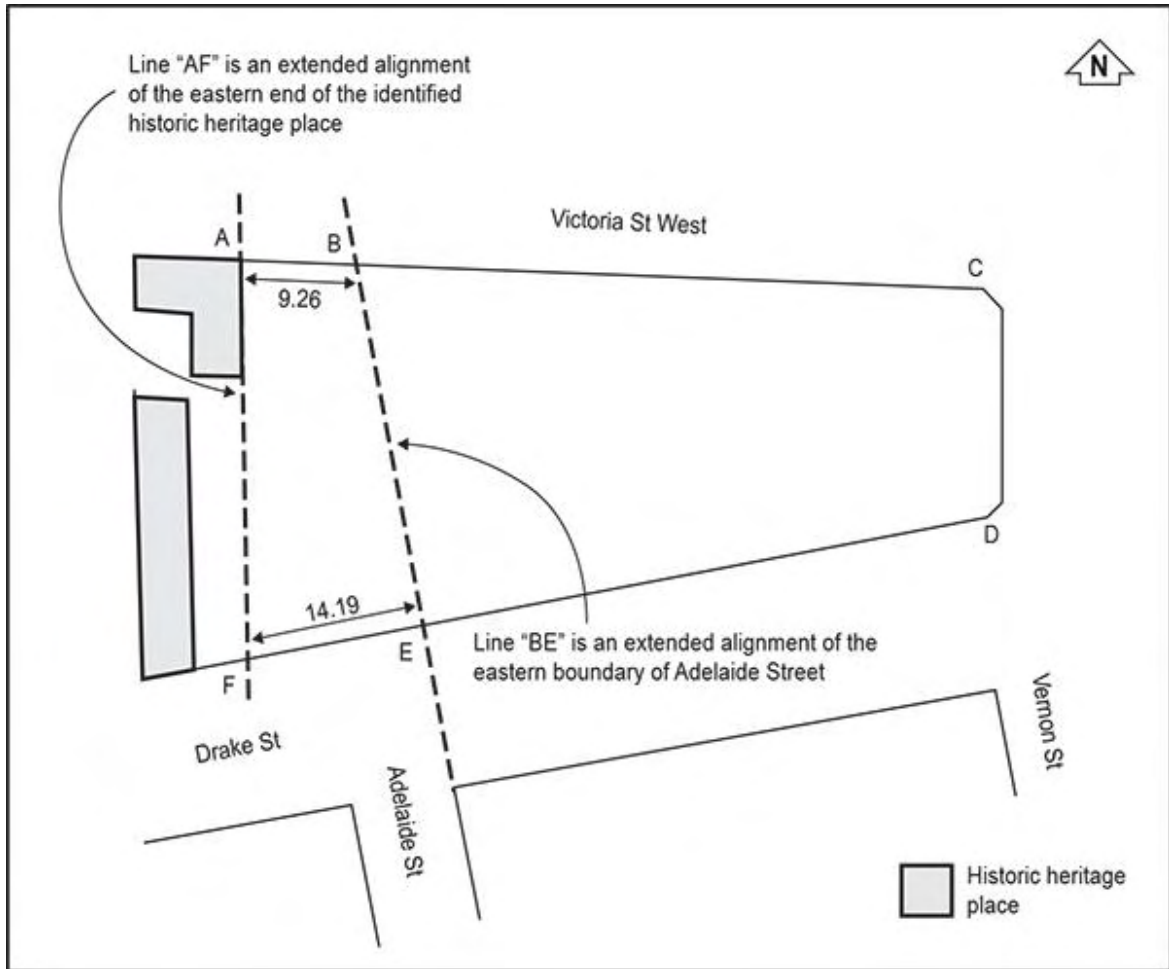 Line “AF” is an extended alignment
of the eastern end of the identified
historic heritage place
N
Victoria St West
A
B
C
9.26
14.19
D
E
F
Line “BE” is an extended alignment of the
eastern boundary of Adelaide Street
Drake St
Adelaide St
Vernon St
Historic heritage
place